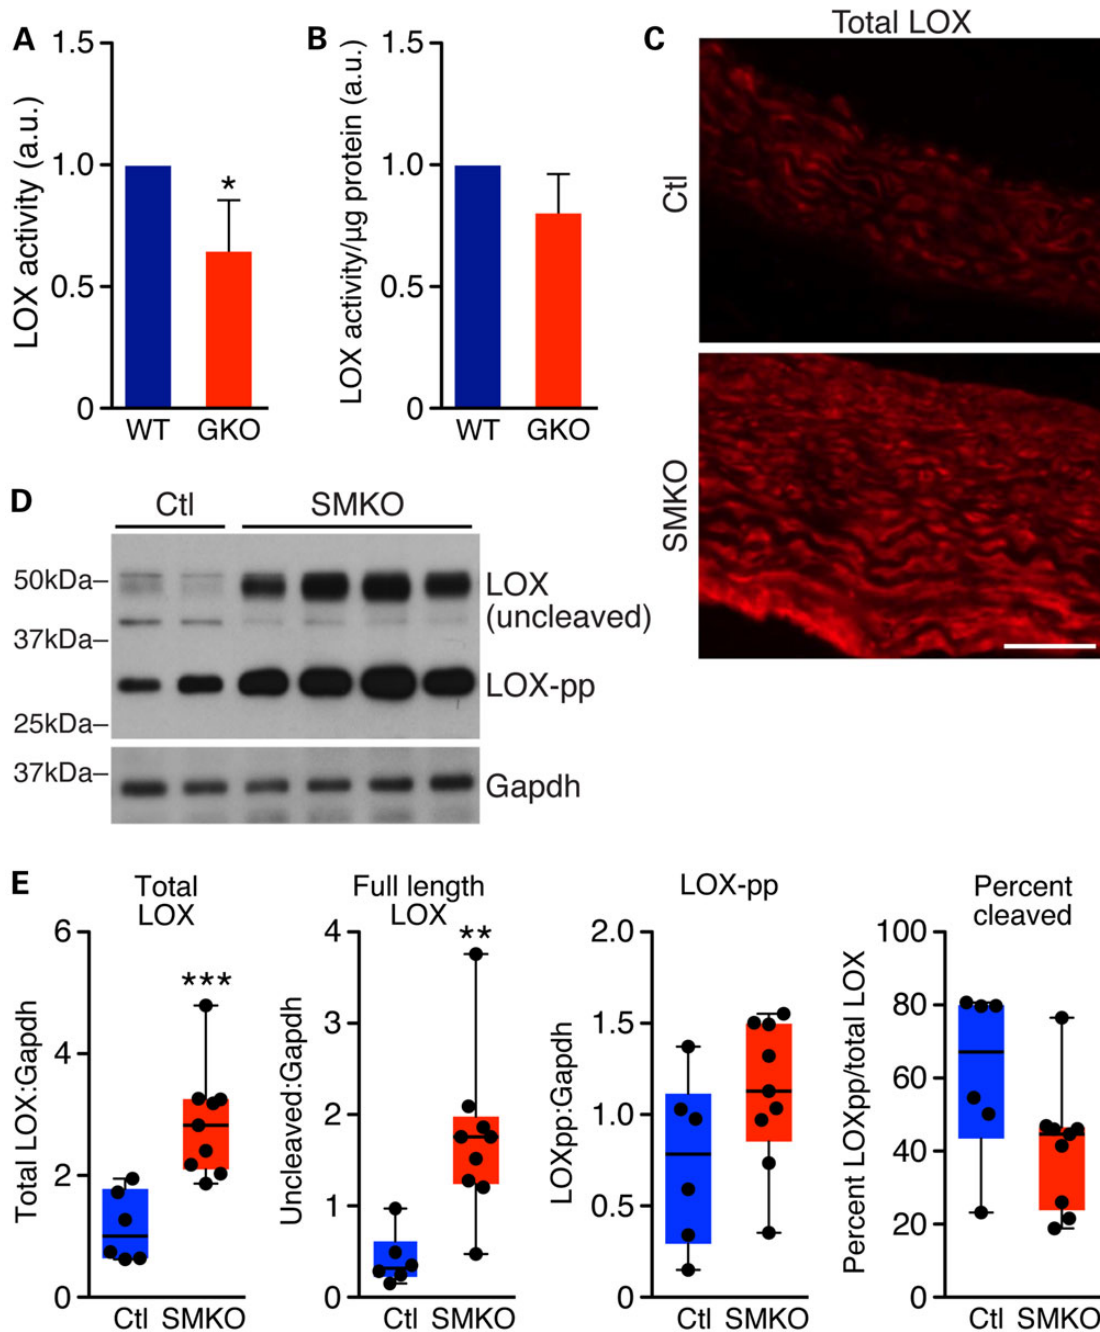 A
LOX activity (a.u.)
1.5
1.0
0.5
0
*
WT GKO
B
LOX activity/µg protein (a.u.)
1.5
1.0
0.5
0
WT GKO
C
Total LOX
Ctl
SMKO
D
Ctl SMKO
50kDa–
37kDa–
25kDa–
LOX
(uncleaved)
LOX-pp
37kDa–
Gapdh
E
Total
LOX
Total LOX:Gapdh
6
4
2
0
***
Ctl SMKO
Full length
LOX
Uncleaved:Gapdh
4
3
2
1
0
**
Ctl SMKO
LOX-pp
LOXpp:Gapdh
2.0
1.5
1.0
0.5
0
Ctl SMKO
Percent
cleaved
Percent LOXpp/total LOX
100
80
60
40
20
0
Ctl SMKO